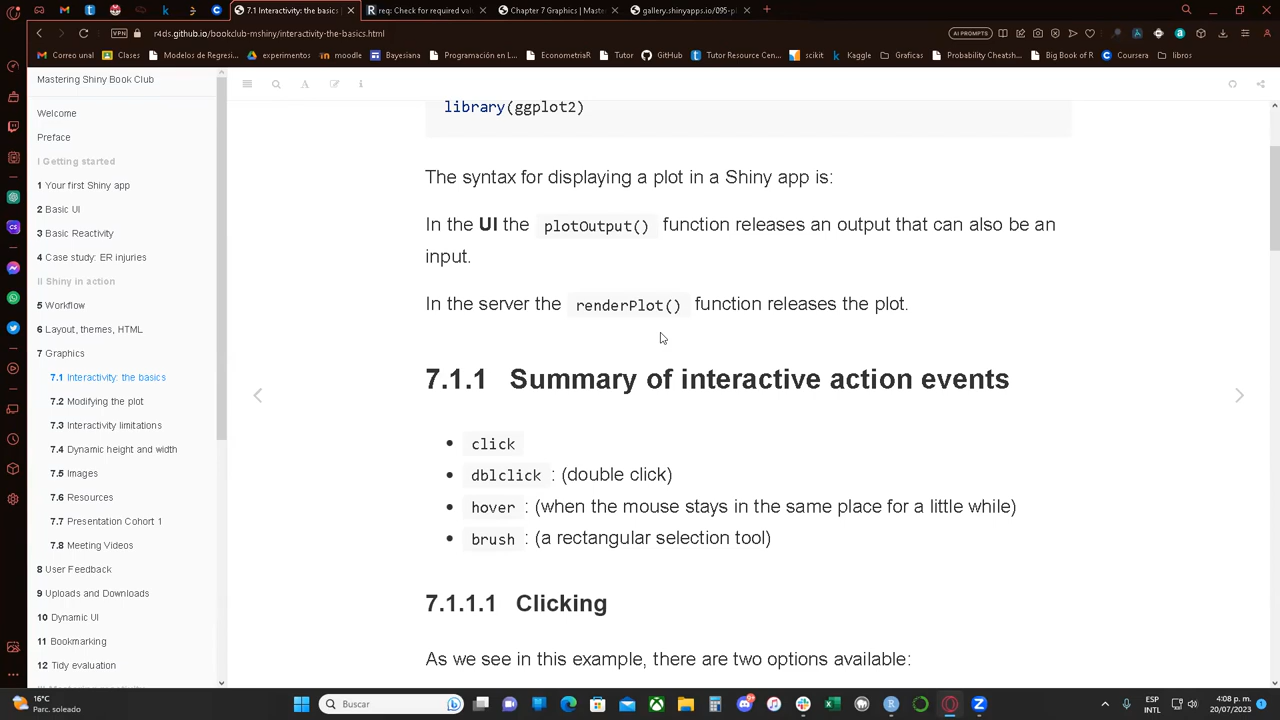 7.1 Interactivity: the basics
req: Check for required val
Chapter 7 Graphics | Maste
gallery.shinyapps.io/095-pl
r4ds.github.io/bookclub-mshiny/interactivity-the-basics.html
AI PROMPTS
Correo unal
Clases
Modelos de Regresi...
experimentos
moodle
Bayesiana
Programación en L...
EconometriaR
Tutor
GitHub
Tutor Resource Cen...
scikit
Kaggle
Graficas
Probability Cheatsh...
Big Book of R
Coursera
libros
Mastering Shiny Book Club
Welcome
Preface
I Getting started
1 Your first Shiny app
2 Basic UI
3 Basic Reactivity
4 Case study: ER injuries
II Shiny in action
5 Workflow
6 Layout, themes, HTML
7 Graphics
7.1 Interactivity: the basics
7.2 Modifying the plot
7.3 Interactivity limitations
7.4 Dynamic height and width
7.5 Images
7.6 Resources
7.7 Presentation Cohort 1
7.8 Meeting Videos
8 User Feedback
9 Uploads and Downloads
10 Dynamic UI
11 Bookmarking
12 Tidy evaluation
library(ggplot2)
The syntax for displaying a plot in a Shiny app is:
In the UI the plotOutput() function releases an output that can also be an
input.
In the server the renderPlot() function releases the plot.
7.1.1 Summary of interactive action events
• click
• dblclick : (double click)
• hover : (when the mouse stays in the same place for a little while)
• brush : (a rectangular selection tool)
7.1.1.1 Clicking
As we see in this example, there are two options available:
16°C
Parc. soleado
Buscar
ESP
INTL
4:08 p. m.
20/07/2023